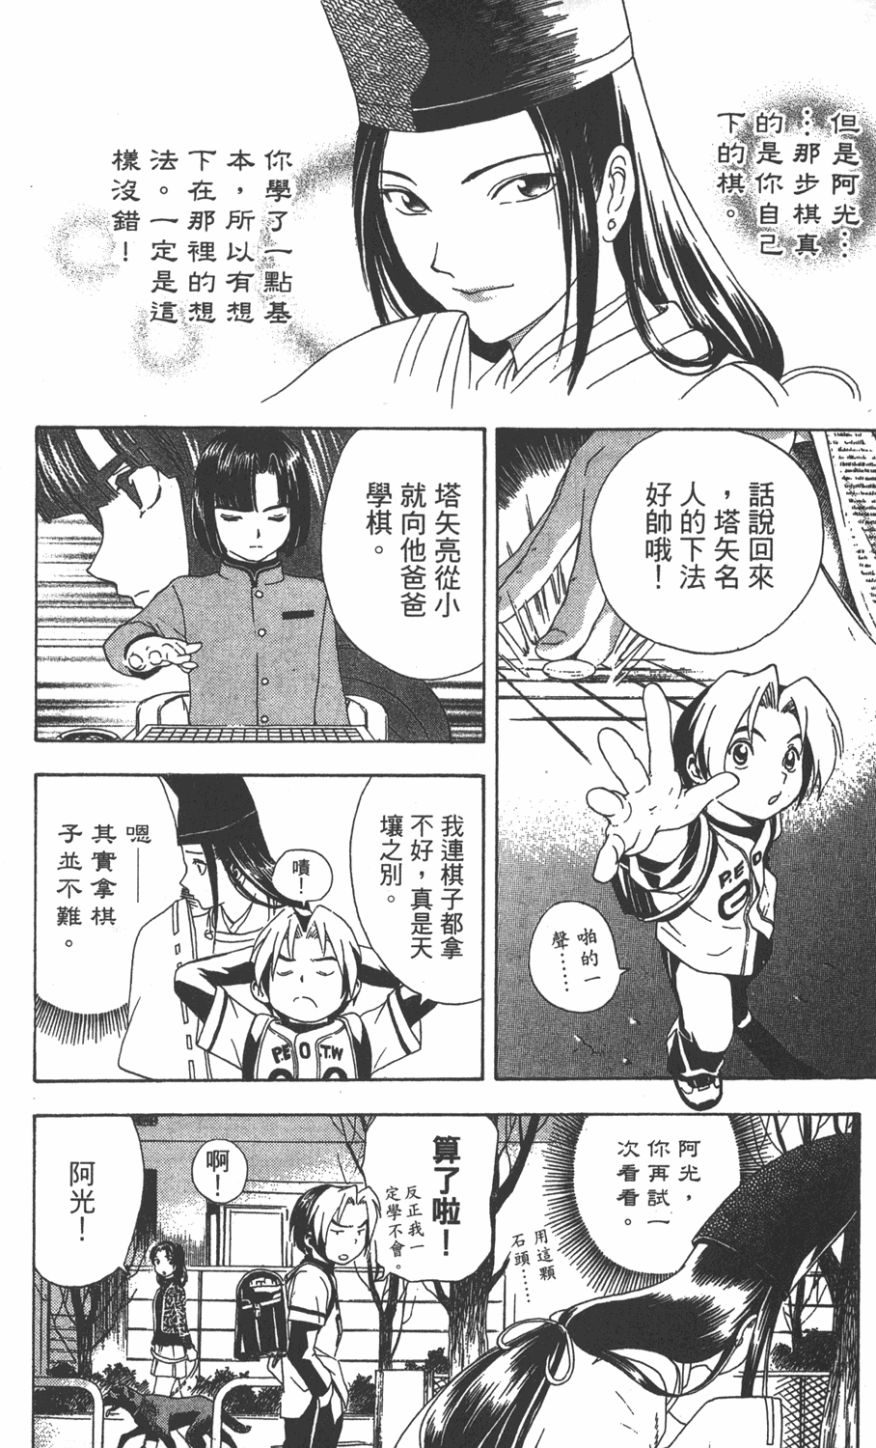 但是阿光…
…那步棋真
的是你自己
下的棋。
你學了一點基
本，所以有想
下在那裡的想
法。一定是這
樣沒錯！
話說回來
，塔矢名
人的下法
好帥哦！
啪的一
聲……
P.E O
塔矢亮從小
就向他爸爸
學棋。
我連棋子都拿
不好，真是天
壤之別。
嘖！
嗯——
其實拿棋
子並不難。
P.E O T.W
阿光，
你再試一
次看看。
用這顆
石頭……
算了啦！
反正我一
定學不會。
啊！
阿光！